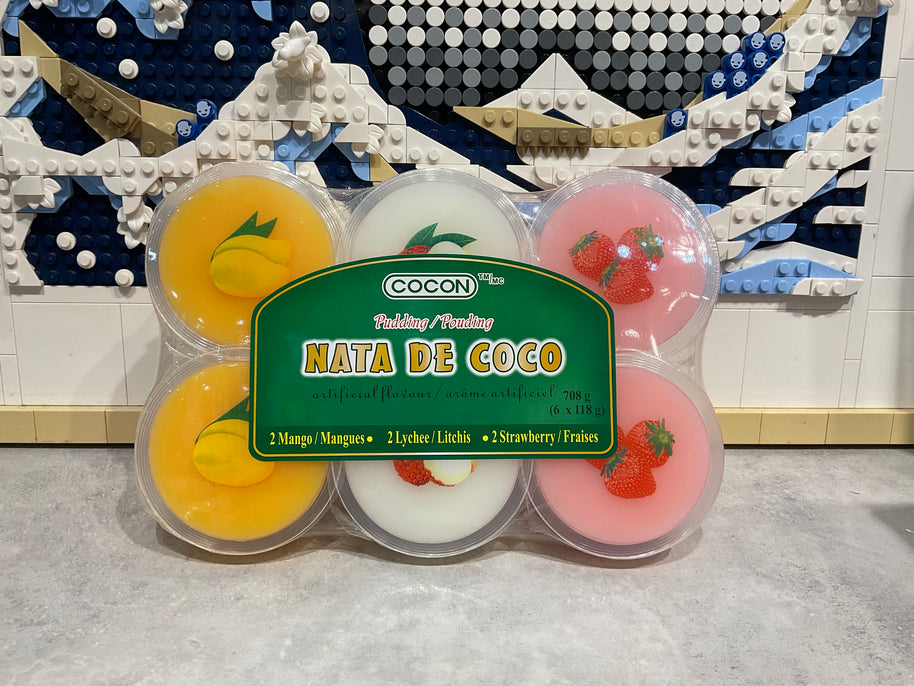 COCON TM/MC
Pudding / Pouding
NATA DE COCO
artificial flavour / arôme artificiel
708 g
(6 x 118 g)
2 Mango / Mangues • 2 Lychee / Litchis • 2 Strawberry / Fraises